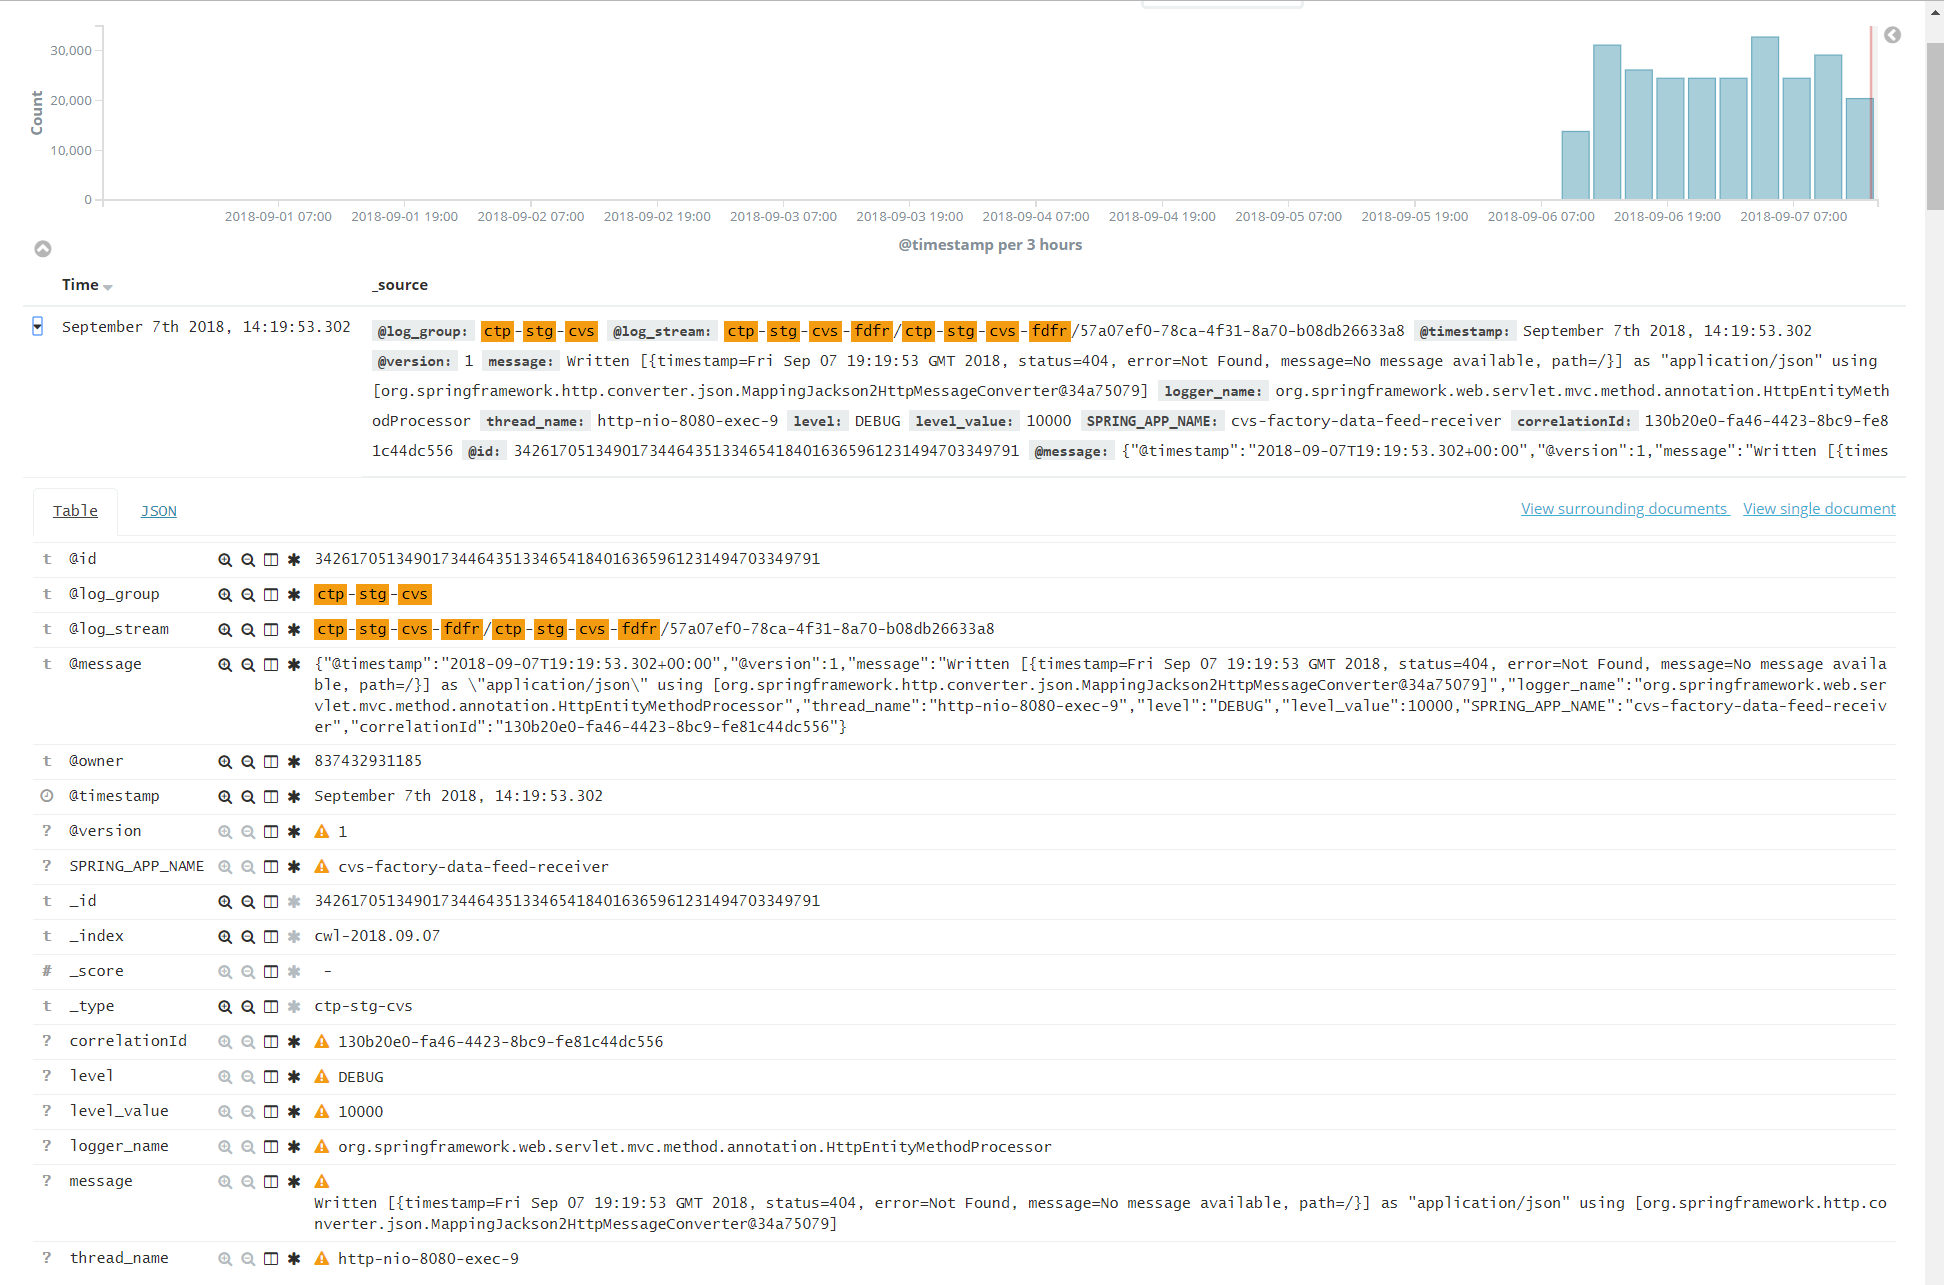 30,000
20,000
10,000
0
Count
2018-09-01 07:00 2018-09-01 19:00 2018-09-02 07:00 2018-09-02 19:00 2018-09-03 07:00 2018-09-03 19:00 2018-09-04 07:00 2018-09-04 19:00 2018-09-05 07:00 2018-09-05 19:00 2018-09-06 07:00 2018-09-06 19:00 2018-09-07 07:00
@timestamp per 3 hours
Time _source
September 7th 2018, 14:19:53.302 @log_group: ctp-stg-cvs @log_stream: ctp-stg-cvs-fdfr/ctp-stg-cvs-fdfr/57a07ef0-78ca-4f31-8a70-b08db26633a8 @timestamp: September 7th 2018, 14:19:53.302
@version: 1 message: Written [{timestamp=Fri Sep 07 19:19:53 GMT 2018, status=404, error=Not Found, message=No message available, path=/}] as "application/json" using
[org.springframework.http.converter.json.MappingJackson2HttpMessageConverter@34a75079] logger_name: org.springframework.web.servlet.mvc.method.annotation.HttpEntityMeth
odProcessor thread_name: http-nio-8080-exec-9 level: DEBUG level_value: 10000 SPRING_APP_NAME: cvs-factory-data-feed-receiver correlationId: 130b20e0-fa46-4423-8bc9-fe8
1c44dc556 @id: 34261705134901734464351334654184016365961231494703349791 @message: {"@timestamp":"2018-09-07T19:19:53.302+00:00","@version":1,"message":"Written [{times
Table JSON View surrounding documents View single document
t @id 34261705134901734464351334654184016365961231494703349791
t @log_group ctp-stg-cvs
t @log_stream ctp-stg-cvs-fdfr/ctp-stg-cvs-fdfr/57a07ef0-78ca-4f31-8a70-b08db26633a8
t @message {"@timestamp":"2018-09-07T19:19:53.302+00:00","@version":1,"message":"Written [{timestamp=Fri Sep 07 19:19:53 GMT 2018, status=404, error=Not Found, message=No message availa
ble, path=/}] as \"application/json\" using [org.springframework.http.converter.json.MappingJackson2HttpMessageConverter@34a75079]","logger_name":"org.springframework.web.ser
vlet.mvc.method.annotation.HttpEntityMethodProcessor","thread_name":"http-nio-8080-exec-9","level":"DEBUG","level_value":10000,"SPRING_APP_NAME":"cvs-factory-data-feed-receiv
er","correlationId":"130b20e0-fa46-4423-8bc9-fe81c44dc556"}
t @owner 837432931185
@timestamp September 7th 2018, 14:19:53.302
? @version 1
? SPRING_APP_NAME cvs-factory-data-feed-receiver
t _id 34261705134901734464351334654184016365961231494703349791
t _index cwl-2018.09.07
# _score -
t _type ctp-stg-cvs
? correlationId 130b20e0-fa46-4423-8bc9-fe81c44dc556
? level DEBUG
? level_value 10000
? logger_name org.springframework.web.servlet.mvc.method.annotation.HttpEntityMethodProcessor
? message
Written [{timestamp=Fri Sep 07 19:19:53 GMT 2018, status=404, error=Not Found, message=No message available, path=/}] as "application/json" using [org.springframework.http.co
nverter.json.MappingJackson2HttpMessageConverter@34a75079]
? thread_name http-nio-8080-exec-9